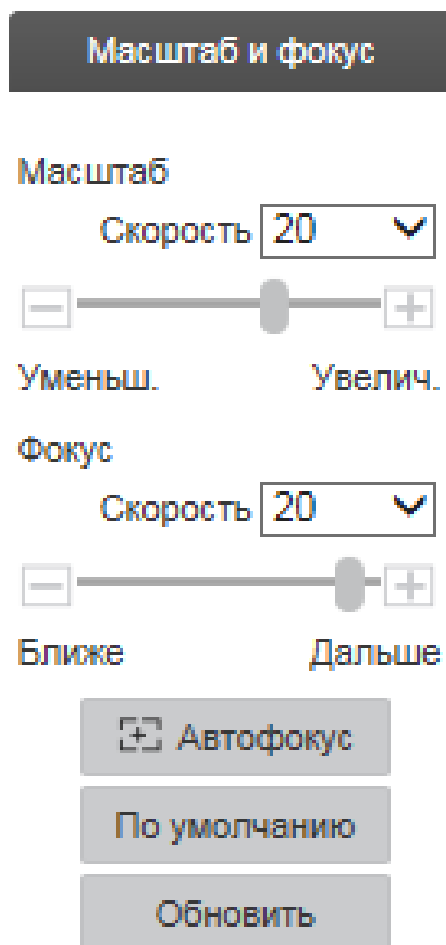 Масштаб и фокус
Масштаб
Скорость 20
Уменьш. Увелич.
Фокус
Скорость 20
Ближе Дальше
Автофокус
По умолчанию
Обновить